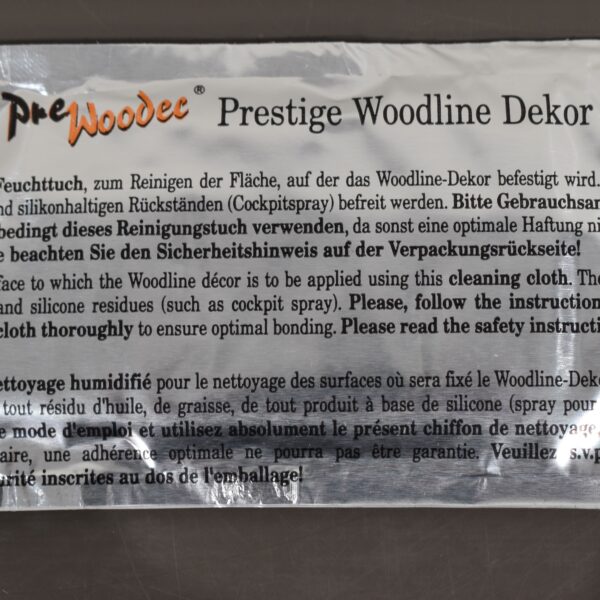 PreWoodec® Prestige Woodline Dekor
Feuchttuch, zum Reinigen der Fläche, auf der das Woodline-Dekor befestigt wird.
nd silikonhaltigen Rückständen (Cockpitspray) befreit werden. Bitte Gebrauchsan
bedingt dieses Reinigungstuch verwenden, da sonst eine optimale Haftung ni
e beachten Sie den Sicherheitshinweis auf der Verpackungsrückseite!
face to which the Woodline décor is to be applied using this cleaning cloth. The
and silicone residues (such as cockpit spray). Please, follow the instruction
cloth thoroughly to ensure optimal bonding. Please read the safety instructi
ettoyage humidifié pour le nettoyage des surfaces où sera fixé le Woodline-Deko
tout résidu d'huile, de graisse, de tout produit à base de silicone (spray pour
e mode d'emploi et utilisez absolument le présent chiffon de nettoyage,
aire, une adhérence optimale ne pourra pas être garantie. Veuillez s.v.p
urité inscrites au dos de l'emballage!